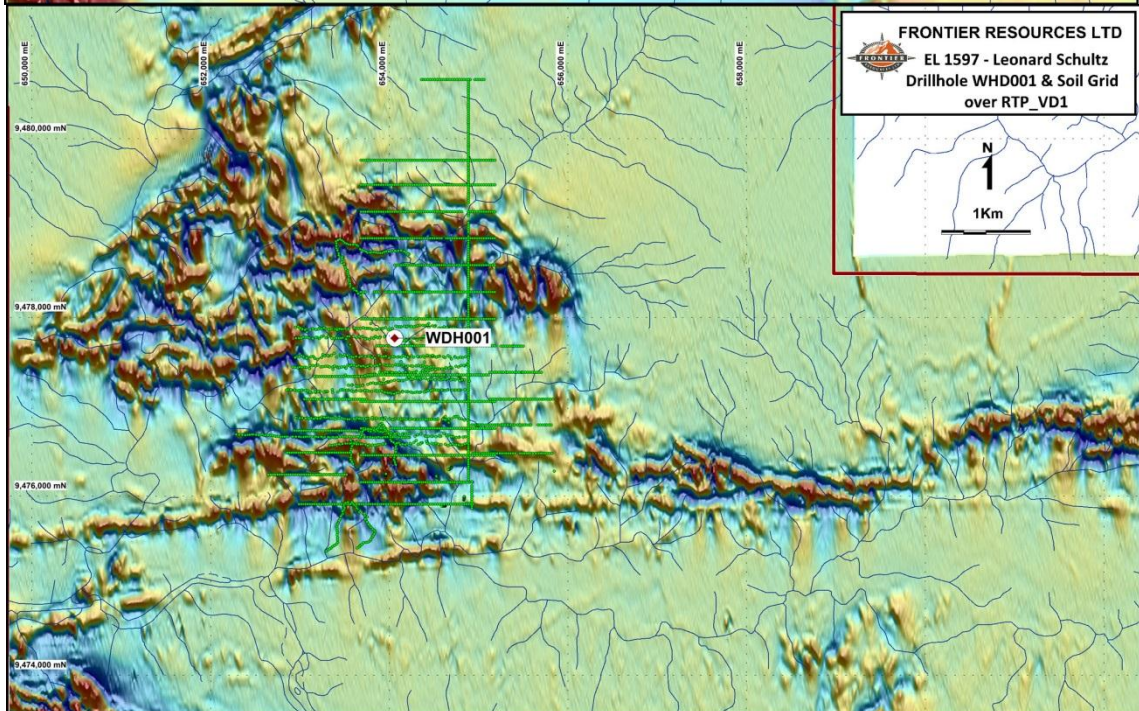 FRONTIER RESOURCES LTD
FRONTIER
EL 1597 - Leonard Schultz
Drillhole WHD001 & Soil Grid
over RTP_VD1
N
1Km
650,000 mE
652,000 mE
654,000 mE
656,000 mE
658,000 mE
9,480,000 mN
9,478,000 mN
WDH001
9,476,000 mN
9,474,000 mN